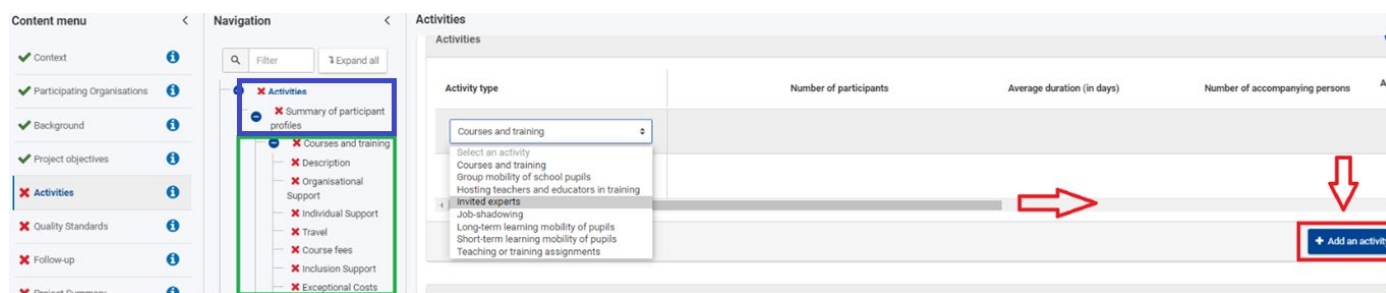 Content menu
Context
Participating Organisations
Background
Project objectives
Activities
Quality Standards
Follow-up
Project Summary
Navigation
Filter
Expand all
Activities
Summary of participant
profiles
Courses and training
Description
Organisational
Support
Individual Support
Travel
Course fees
Inclusion Support
Exceptional Costs
Activities
Activities
Activity type
Number of participants
Average duration (in days)
Number of accompanying persons
A
Courses and training
Select an activity
Courses and training
Group mobility of school pupils
Hosting teachers and educators in training
Invited experts
Job-shadowing
Long-term learning mobility of pupils
Short-term learning mobility of pupils
Teaching or training assignments
+ Add an activity